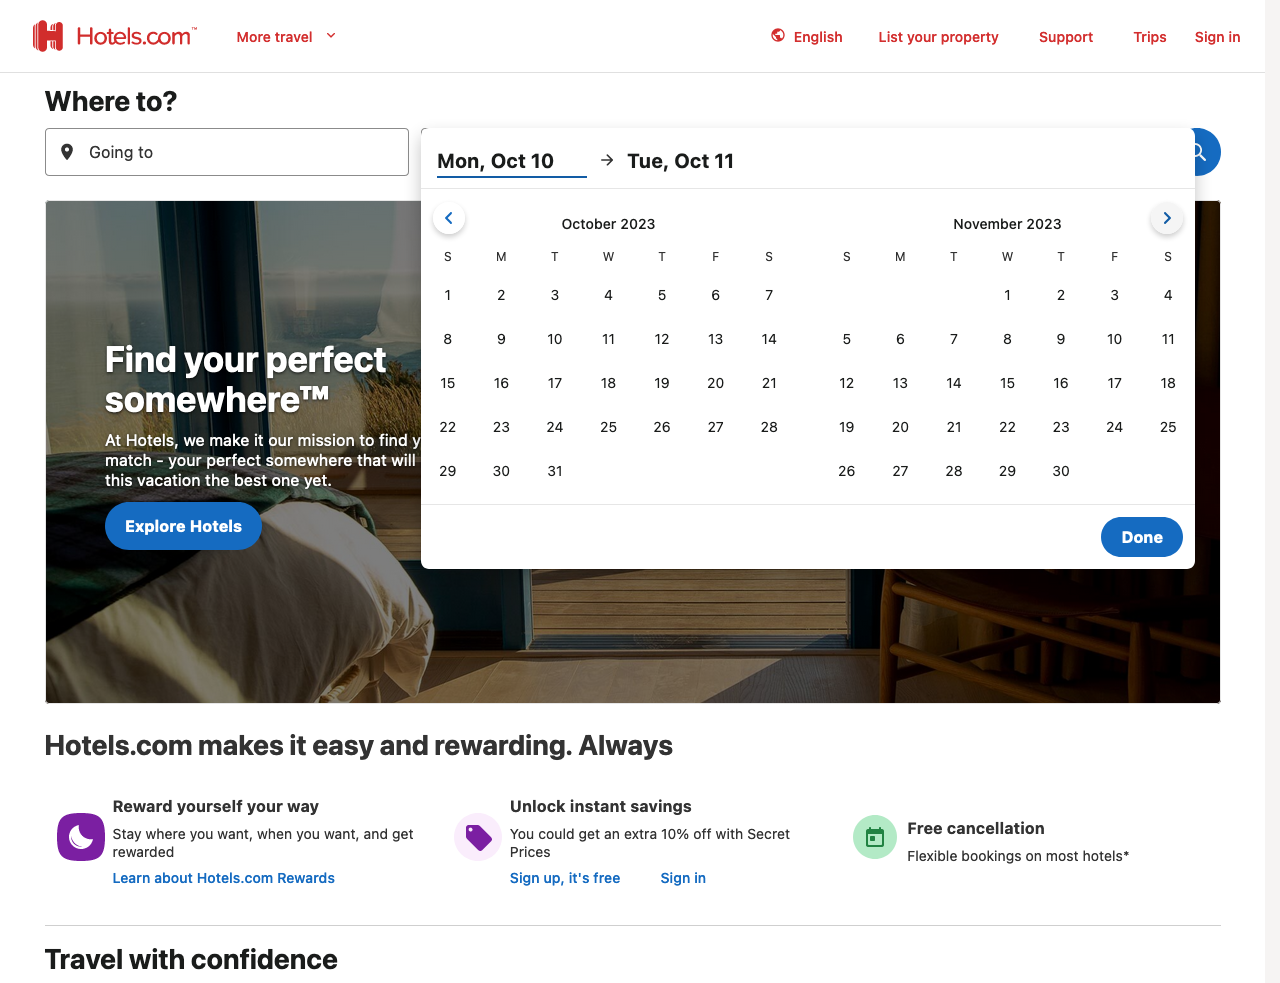 Hotels.com™
More travel
English
List your property
Support
Trips
Sign in
Where to?
Going to
Mon, Oct 10
Tue, Oct 11
October 2023
S M T W T F S
1 2 3 4 5 6 7
8 9 10 11 12 13 14
15 16 17 18 19 20 21
22 23 24 25 26 27 28
29 30 31
November 2023
S M T W T F S
1 2 3 4
5 6 7 8 9 10 11
12 13 14 15 16 17 18
19 20 21 22 23 24 25
26 27 28 29 30
Done
Find your perfect
somewhere™
At Hotels, we make it our mission to find
match - your perfect somewhere that will
this vacation the best one yet.
Explore Hotels
Hotels.com makes it easy and rewarding. Always
Reward yourself your way
Stay where you want, when you want, and get
rewarded
Learn about Hotels.com Rewards
Unlock instant savings
You could get an extra 10% off with Secret
Prices
Sign up, it's free
Sign in
Free cancellation
Flexible bookings on most hotels*
Travel with confidence